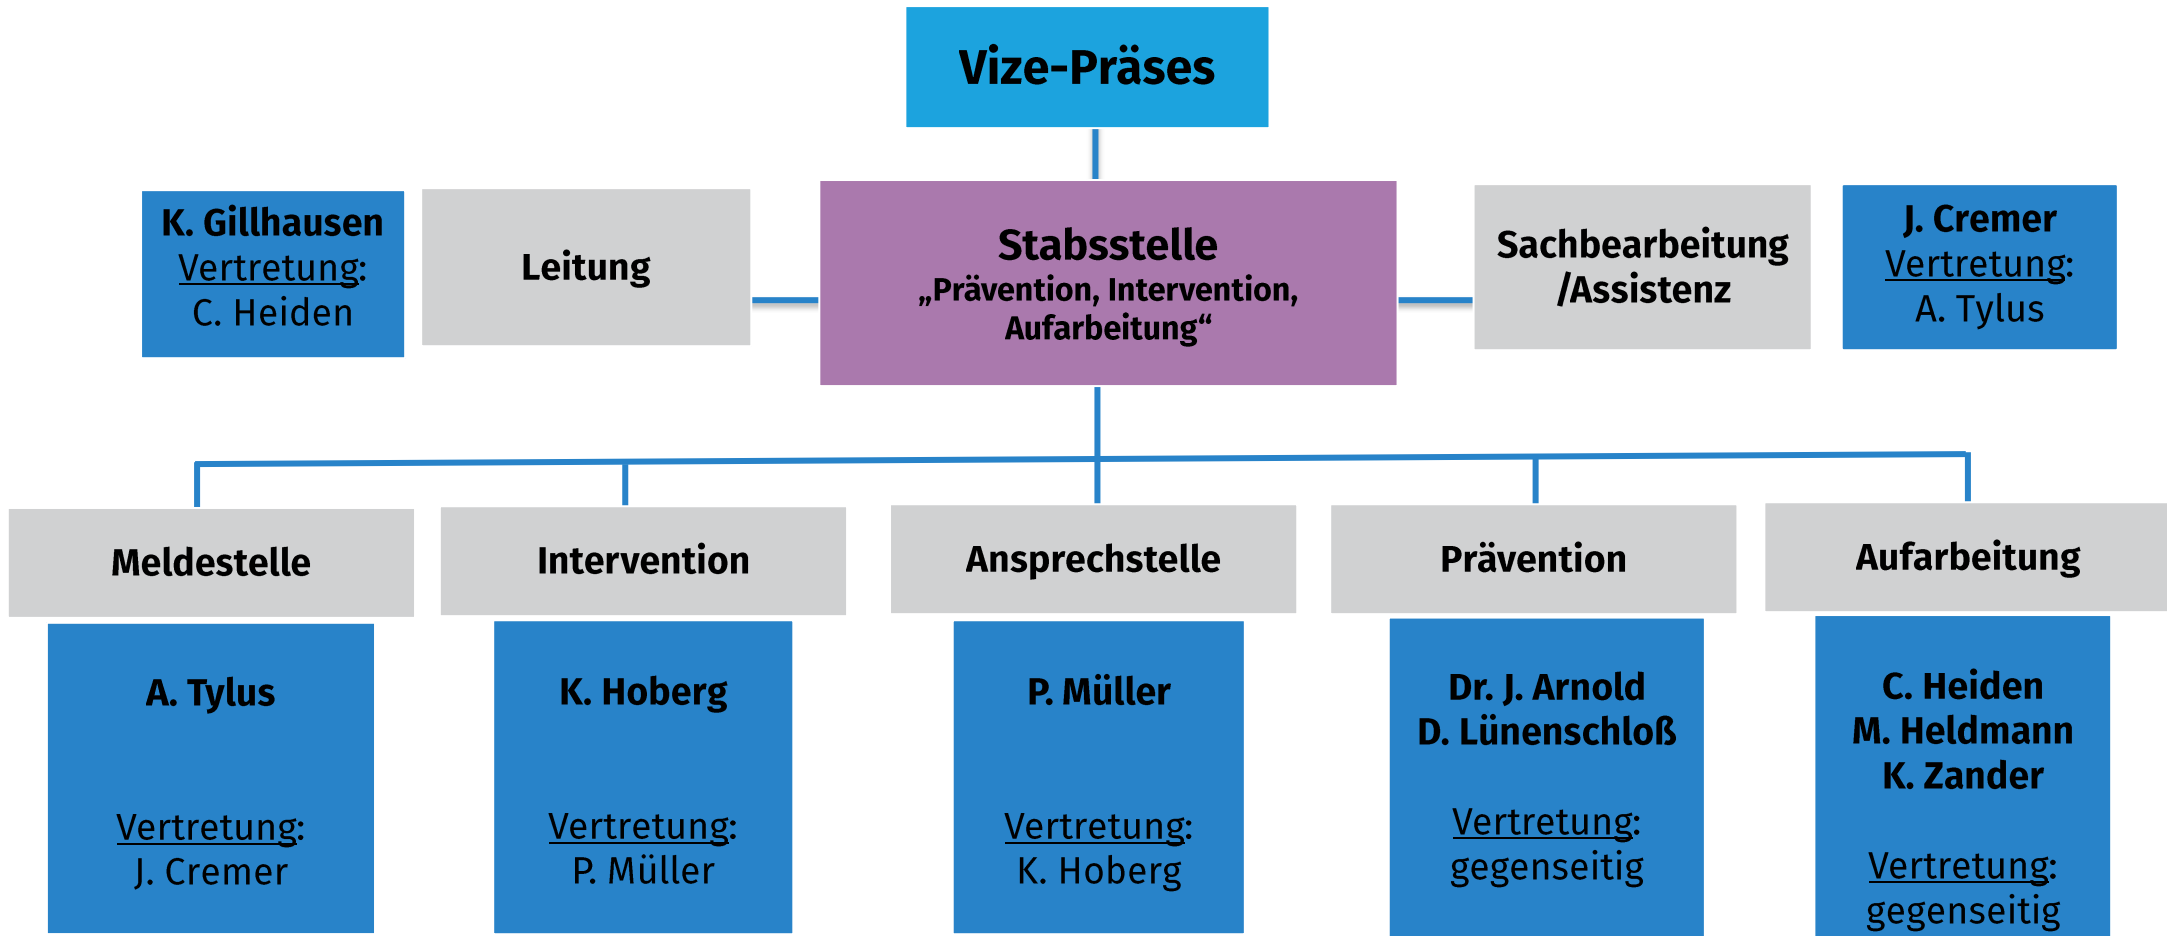 Vize-Präses
K. Gillhausen
Vertretung:
C. Heiden
Leitung
Stabsstelle
„Prävention, Intervention,
Aufarbeitung“
Sachbearbeitung
/Assistenz
J. Cremer
Vertretung:
A. Tylus
Meldestelle
A. Tylus
Vertretung:
J. Cremer
Intervention
K. Hoberg
Vertretung:
P. Müller
Ansprechstelle
P. Müller
Vertretung:
K. Hoberg
Prävention
Dr. J. Arnold
D. Lünenschloß
Vertretung:
gegenseitig
Aufarbeitung
C. Heiden
M. Heldmann
K. Zander
Vertretung:
gegenseitig